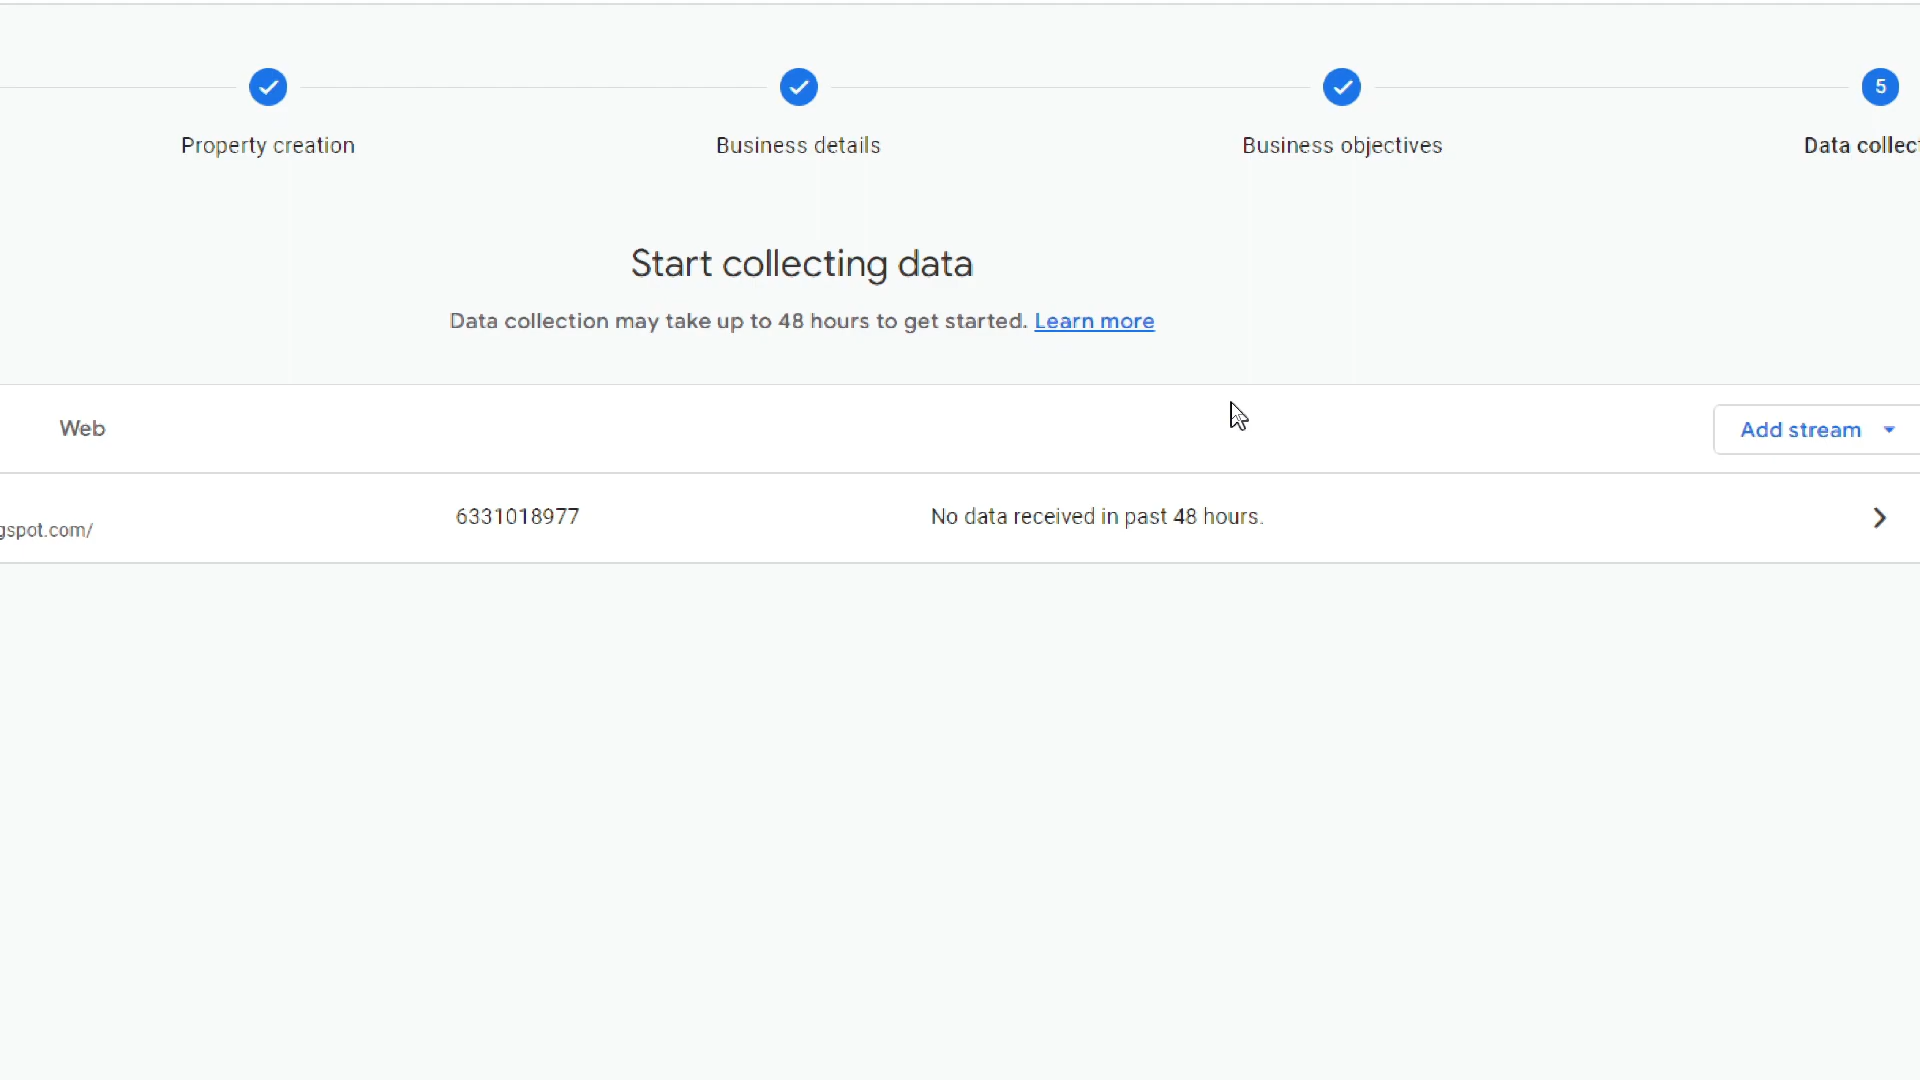 5
Property creation
Business details
Business objectives
Data collec
Start collecting data
Data collection may take up to 48 hours to get started. Learn more
Web
Add stream
gspot.com/
6331018977
No data received in past 48 hours.